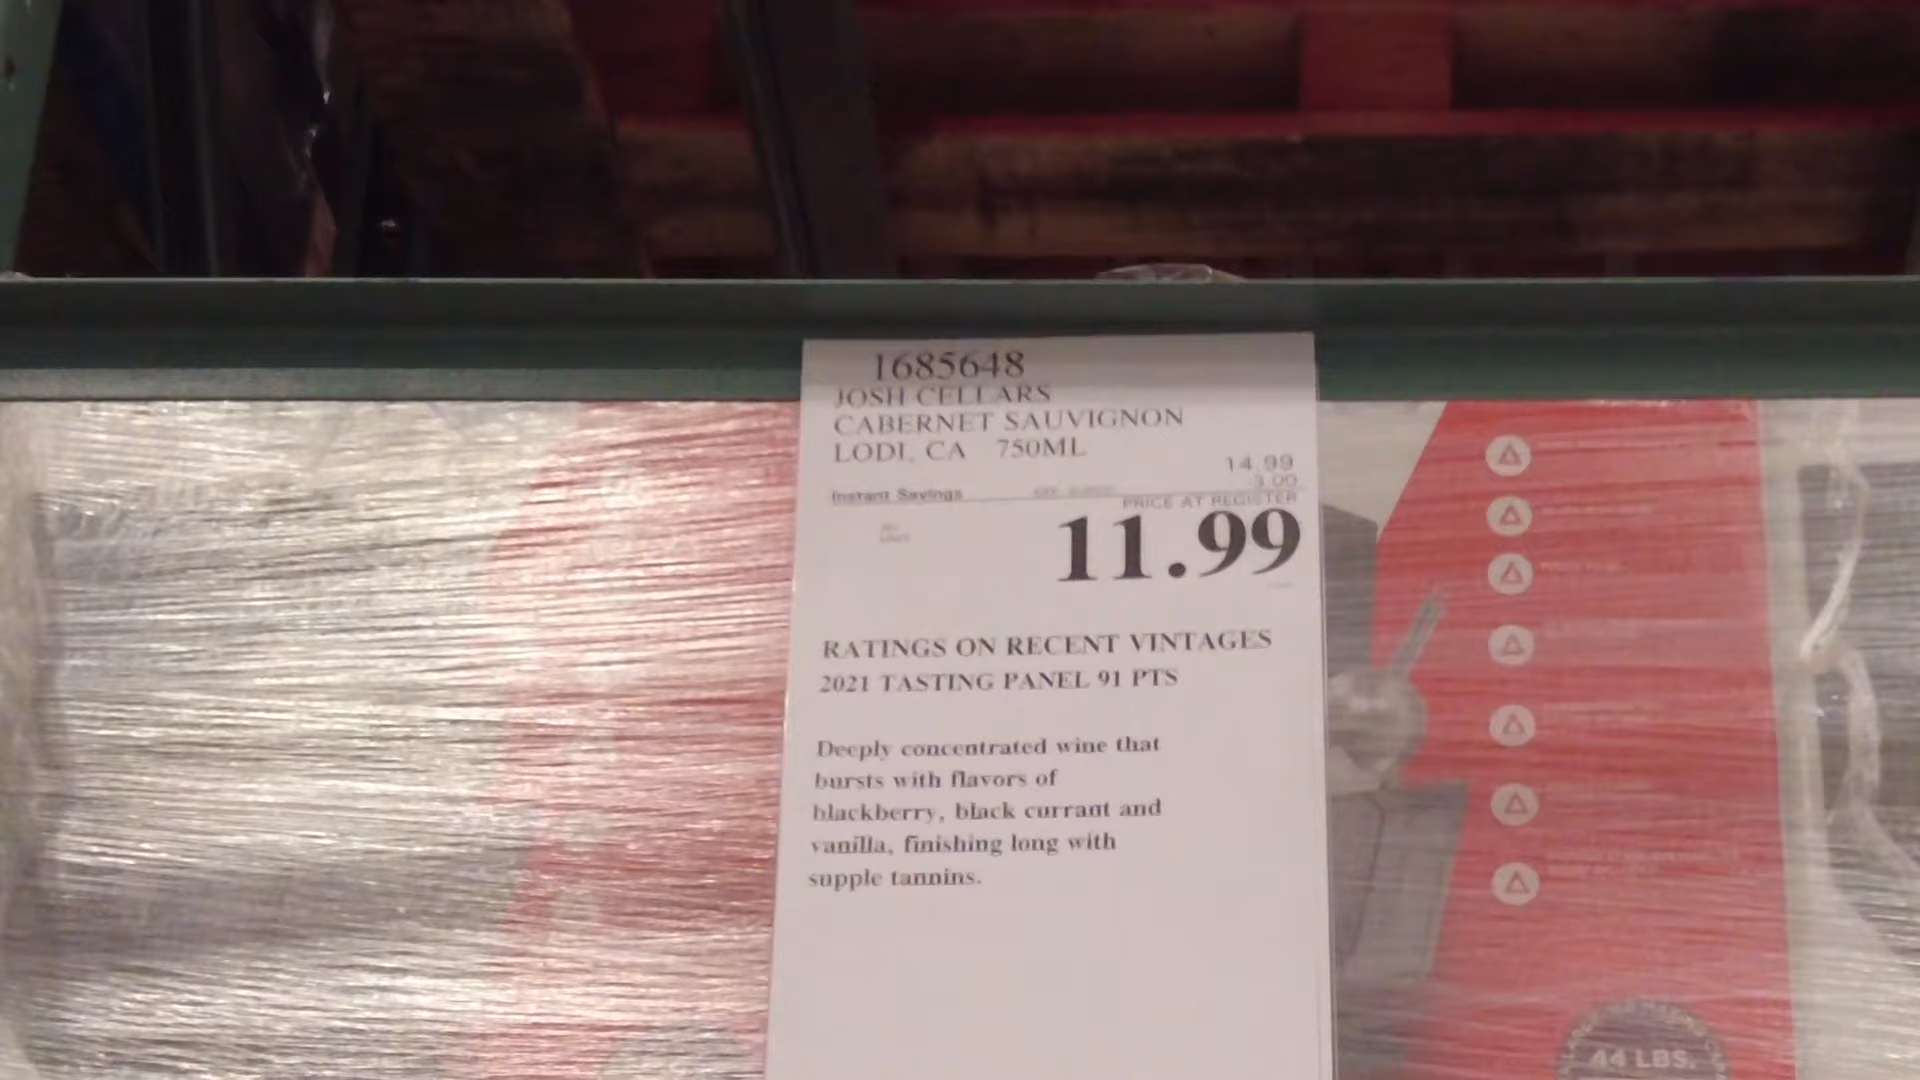 1685648
JOSH CELLARS
CABERNET SAUVIGNON
LODI, CA 750ML
14.99
Instant Savings -3.00
PRICE AT REGISTER
11.99
RATINGS ON RECENT VINTAGES
2021 TASTING PANEL 91 PTS
Deeply concentrated wine that
bursts with flavors of
blackberry, black currant and
vanilla, finishing long with
supple tannins.
44 LBS.